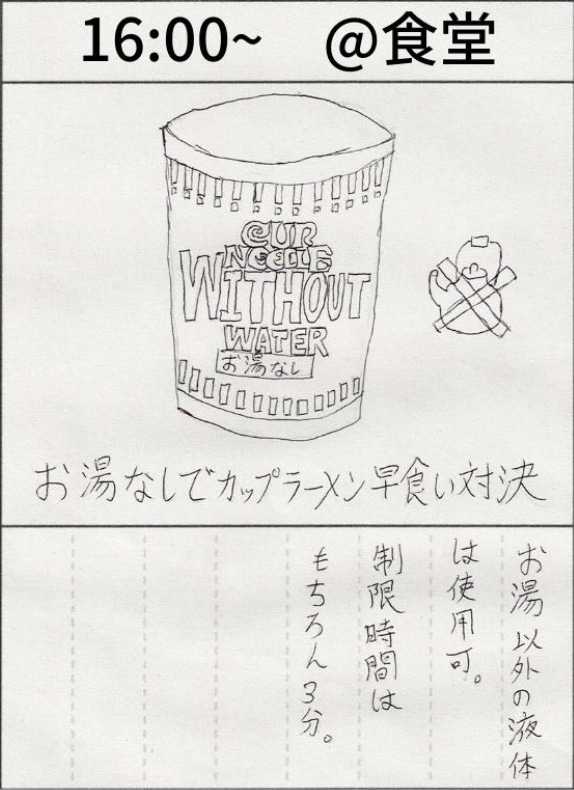 16:00~ @食堂
CUP
NOODLE
WITHOUT
WATER
お湯なし
お湯なしでカップラーメン早食い対決
お湯以外の液体
は使用可。
制限時間は
もちろん3分。